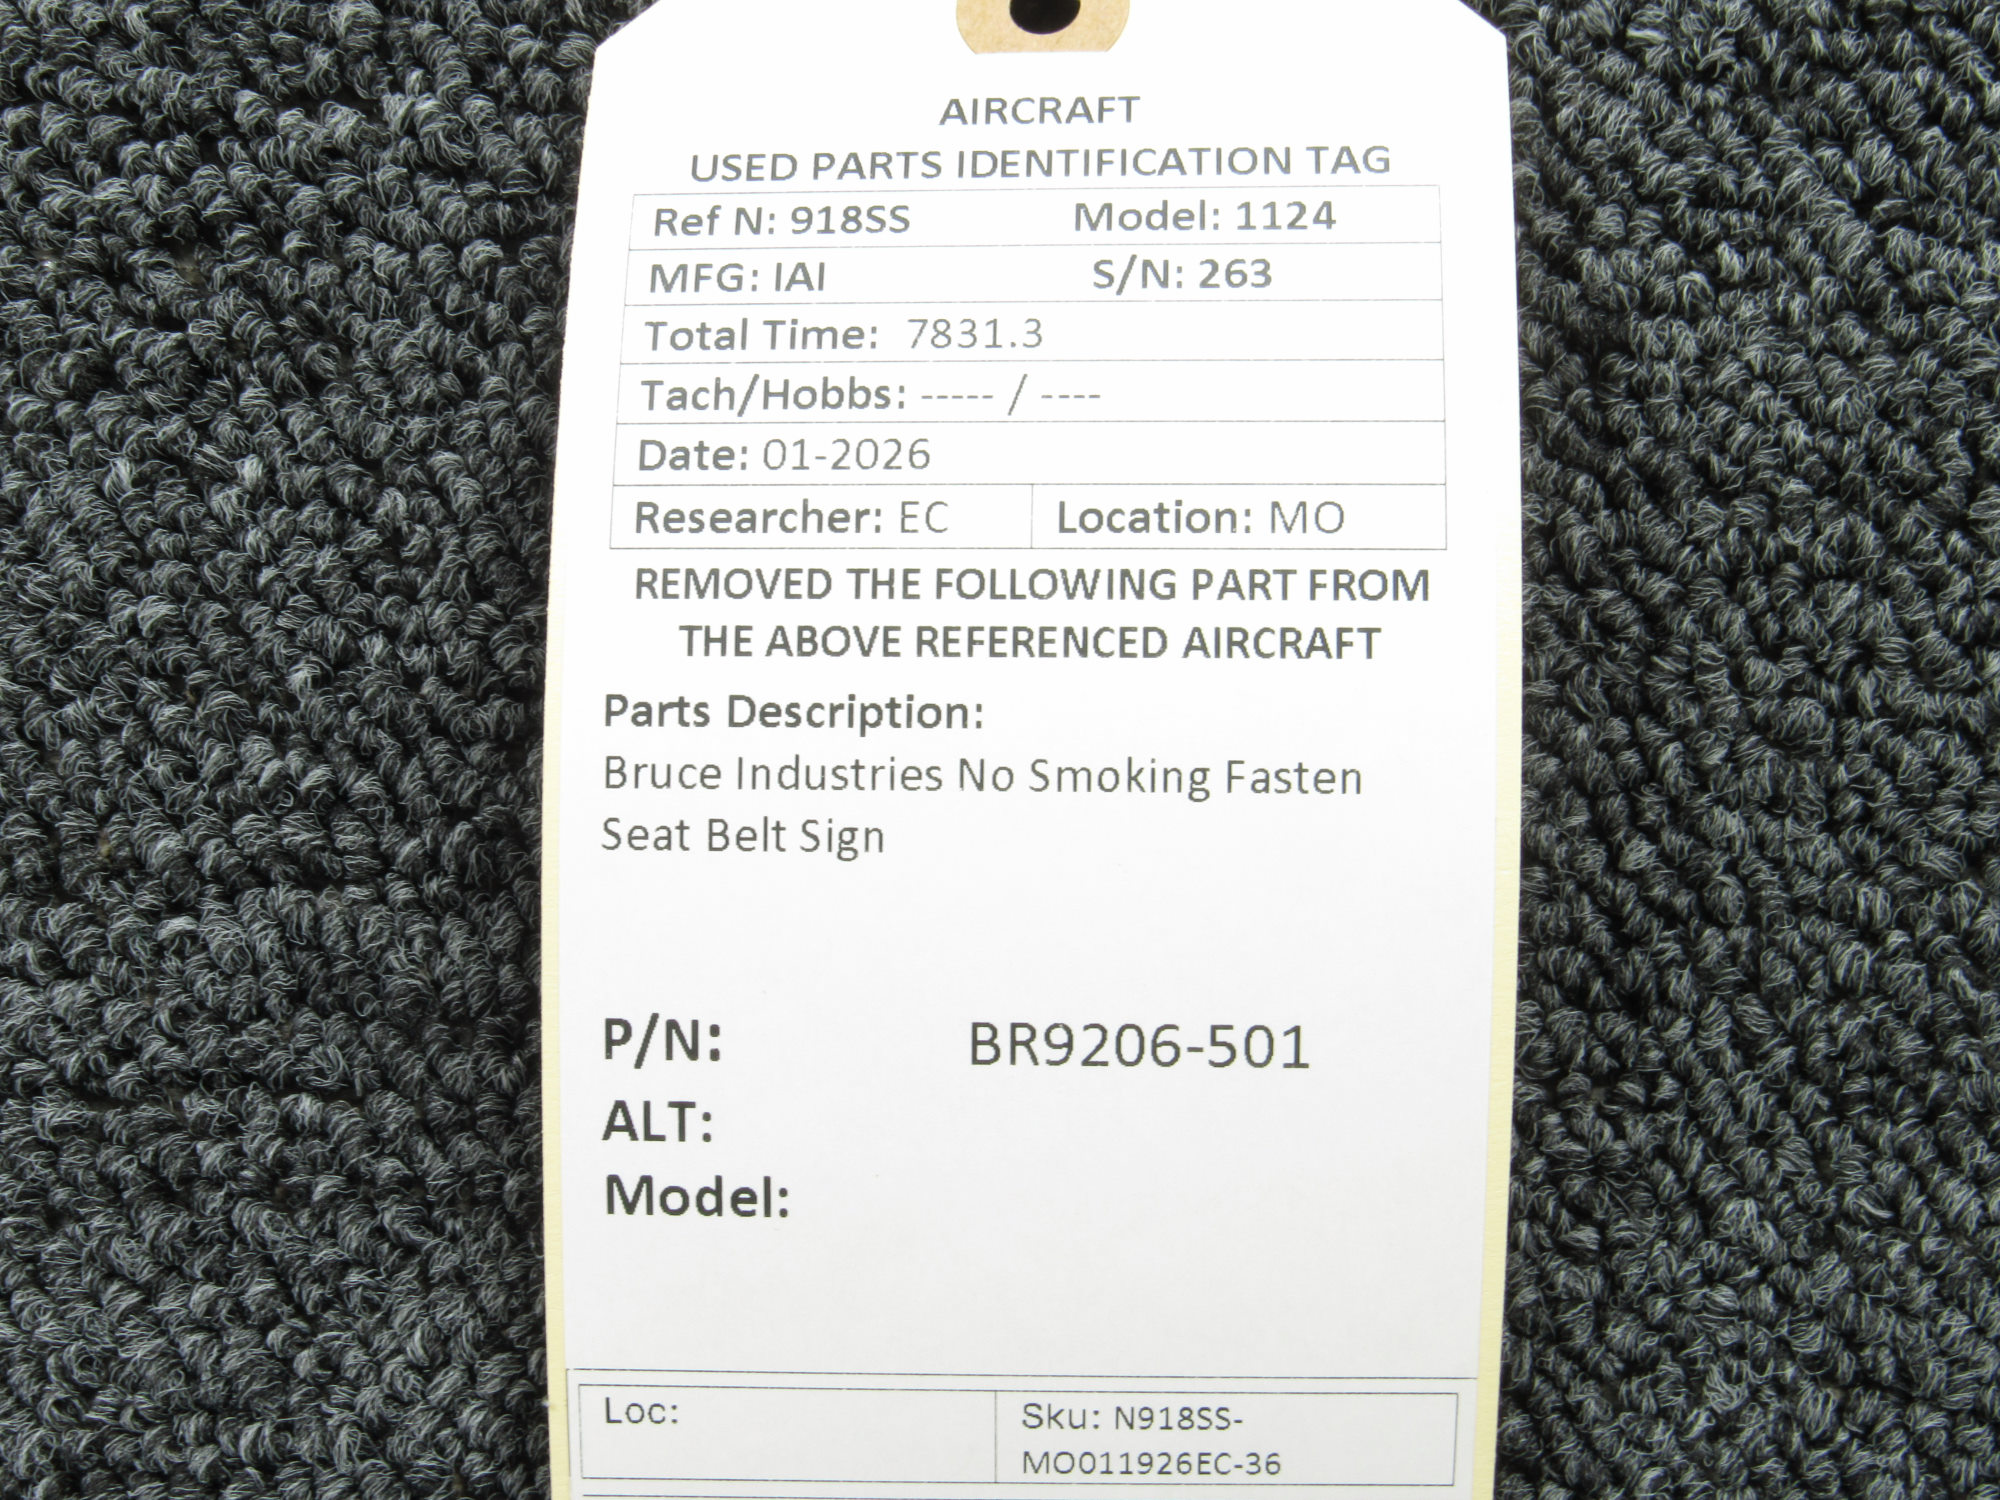 AIRCRAFT
USED PARTS IDENTIFICATION TAG
Ref N: 918SS Model: 1124
MFG: IAI S/N: 263
Total Time: 7831.3
Tach/Hobbs: ----- / ----
Date: 01-2026
Researcher: EC Location: MO
REMOVED THE FOLLOWING PART FROM
THE ABOVE REFERENCED AIRCRAFT
Parts Description:
Bruce Industries No Smoking Fasten
Seat Belt Sign
P/N: BR9206-501
ALT:
Model:
Loc: Sku: N918SS-
MO011926EC-36